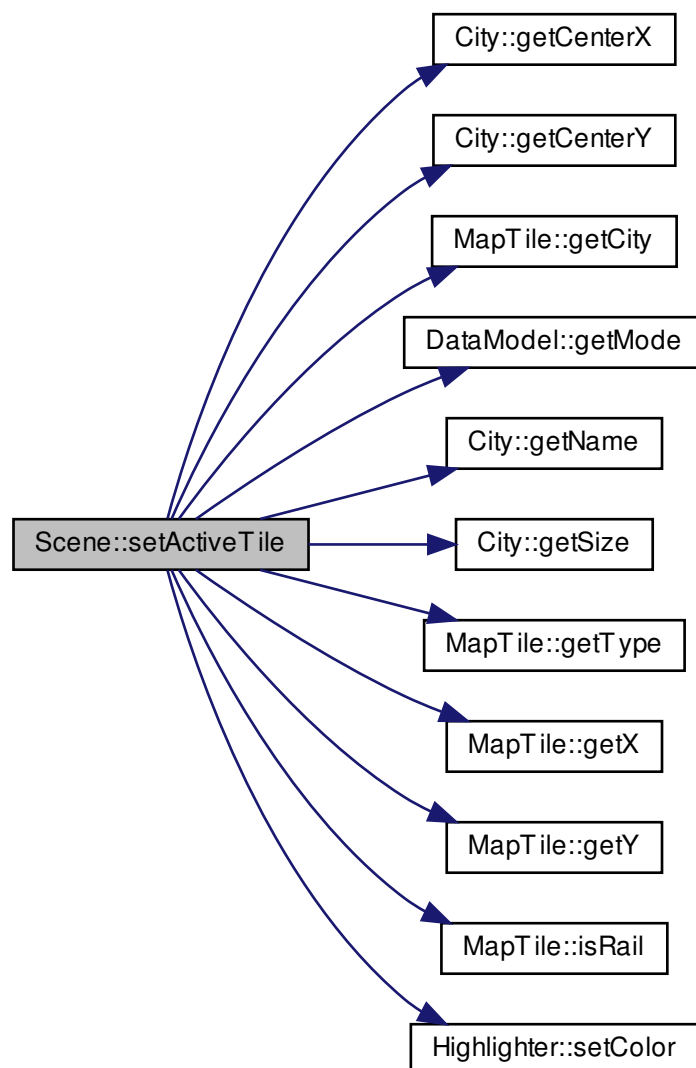 City::getCenterX
City::getCenterY
MapTile::getCity
DataModel::getMode
City::getName
Scene::setActiveTile
City::getSize
MapTile::getType
MapTile::getX
MapTile::getY
MapTile::isRail
Highlighter::setColor